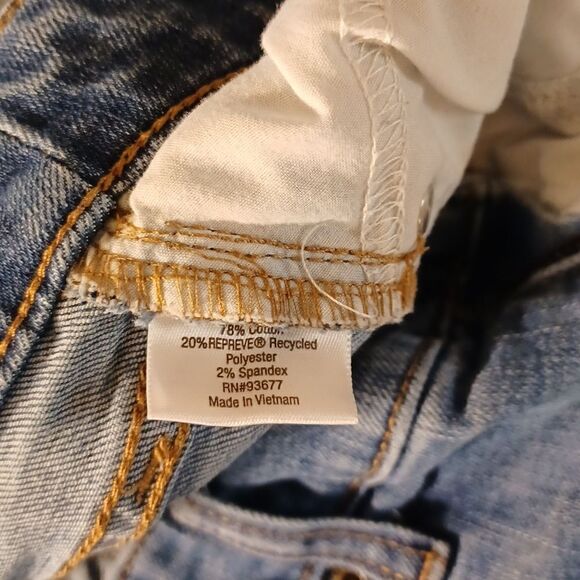 78% Cotton
20%REPREVE® Recycled
Polyester
2% Spandex
RN#93677
Made In Vietnam